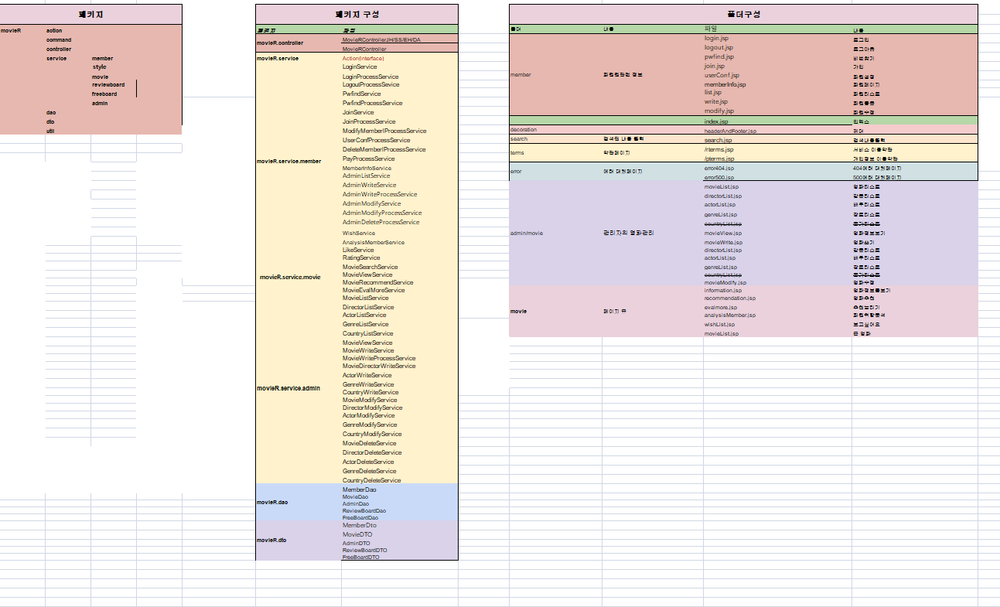 패키지
movieR action
command
controller
service member
style
movie
reviewboard
freeboard
admin
dao
dto
util
패키지 구성
패키지 파일
movieR.controller MovieRControllerJH/SS/EH/DA
MovieRController
movieR.service Action(interface)
LoginService
LoginProcessService
LogoutProcessService
PwfindService
PwfindProcessService
JoinService
JoinProcessService
ModifyMemberProcessService
UserConfProcessService
DeleteMemberProcessService
PayProcessService
movieR.service.member
MemberInfoService
AdminListService
AdminWriteService
AdminWriteProcessService
AdminModifyService
AdminModifyProcessService
AdminDeleteProcessService
WishService
AnalysisMemberService
LikeService
RatingService
MovieSearchService
MovieViewService
movieR.service.movie
MovieRecommendService
MovieEvalMoreService
MovieListService
DirectorListService
ActorListService
GenreListService
CountryListService
MovieViewService
MovieWriteService
MovieWriteProcessService
MovieDirectorWriteService
ActorWriteService
GenreWriteService
movieR.service.admin
CountryWriteService
MovieModifyService
DirectorModifyService
ActorModifyService
GenreModifyService
CountryModifyService
MovieDeleteService
DirectorDeleteService
ActorDeleteService
GenreDeleteService
CountryDeleteService
MemberDao
MovieDao
movieR.dao AdminDao
ReviewBoardDao
FreeBoardDao
MemberDto
MovieDTO
movieR.dto AdminDTO
ReviewBoardDTO
FreeBoardDTO
폴더구성
폴더 내용 파일 내용
login.jsp 로그인
logout.jsp 로그아웃
pwfind.jsp 비번찾기
join.jsp 가입
member 회원관련 정보 userConf.jsp 회원설정
memberInfo.jsp 회원페이지
list.jsp 회원리스트
write.jsp 회원등록
modify.jsp 회원수정
index.jsp 인덱스
decoration headerAndFooter.jsp 헤더
search 검색된 내용 출력 search.jsp 검색내용출력
terms 약관페이지 /rterms.jsp 서비스 이용약관
/pterms.jsp 개인정보 이용약관
error 에러 대처페이지 error404.jsp 404에러 대처페이지
error500.jsp 500에러 대처페이지
movieList.jsp 영화리스트
directorList.jsp 감독리스트
actorList.jsp 배우리스트
genreList.jsp 장르리스트
countryList.jsp 국가리스트
admin/movie 관리자의 영화관리 movieView.jsp 영화정보보기
movieWrite.jsp 영화쓰기
directorList.jsp 감독리스트
actorList.jsp 배우리스트
genreList.jsp 장르리스트
countryList.jsp 국가리스트
movieModify.jsp 영화수정
information.jsp 영화정보들보기
recommendation.jsp 영화추천
evalmore.jsp 추천늘리기
movie 페이지 뷰 analysisMember.jsp 회원취향분석
wishList.jsp 보고싶어요
movieList.jsp 본 영화